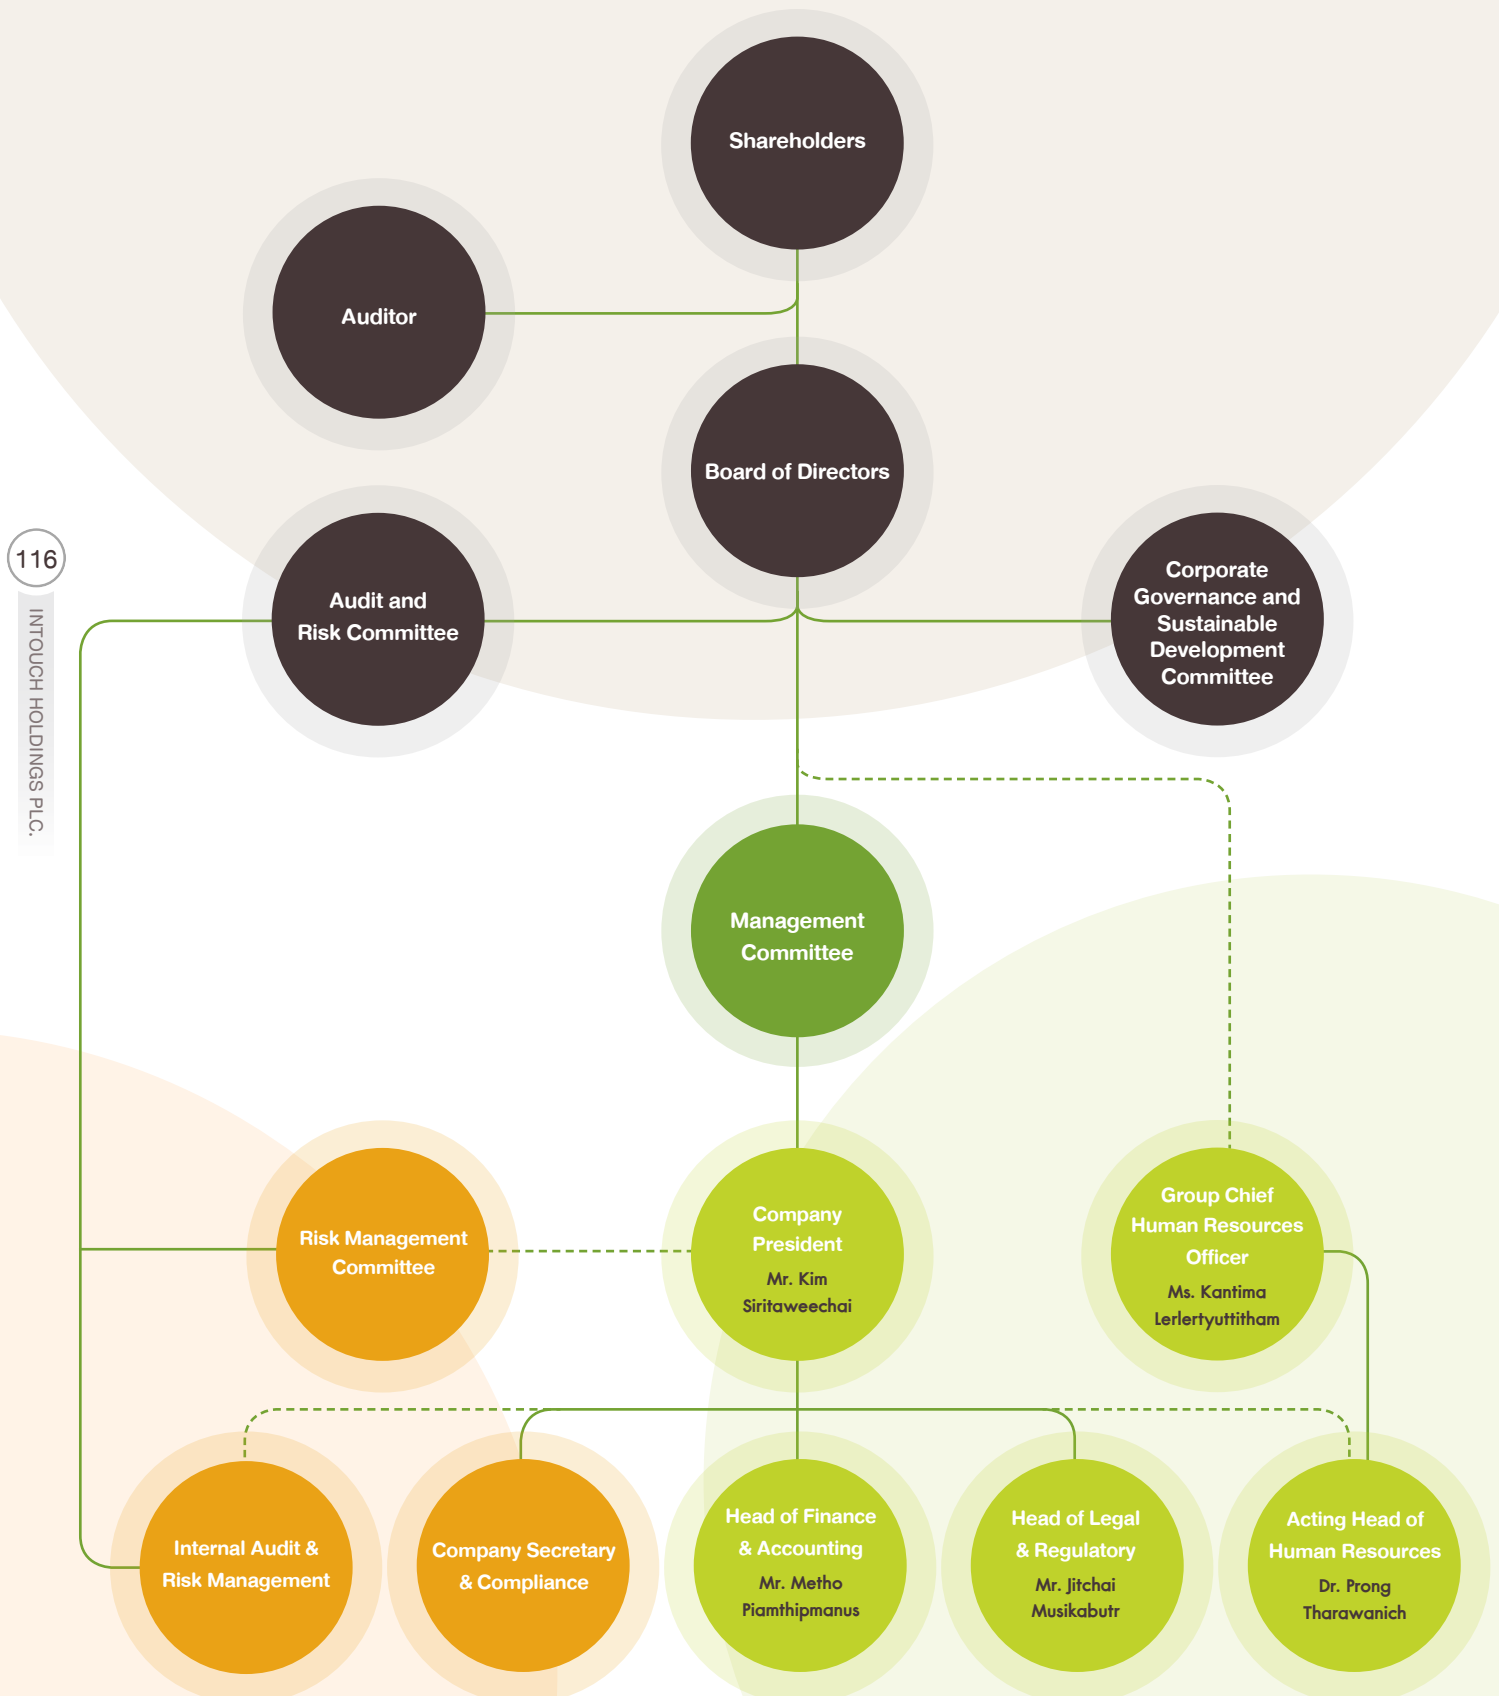 Shareholders
Auditor
Board of Directors
116
INTOUCH HOLDINGS PLC.
Audit and
Risk Committee
Corporate
Governance and
Sustainable
Development
Committee
Management
Committee
Risk Management
Committee
Company
President
Mr. Kim
Siritaweechai
Group Chief
Human Resources
Officer
Ms. Kantima
Lerlertyuttitham
Internal Audit &
Risk Management
Company Secretary
& Compliance
Head of Finance
& Accounting
Mr. Metho
Piamthipmanus
Head of Legal
& Regulatory
Mr. Jitchai
Musikabutr
Acting Head of
Human Resources
Dr. Prong
Tharawanich